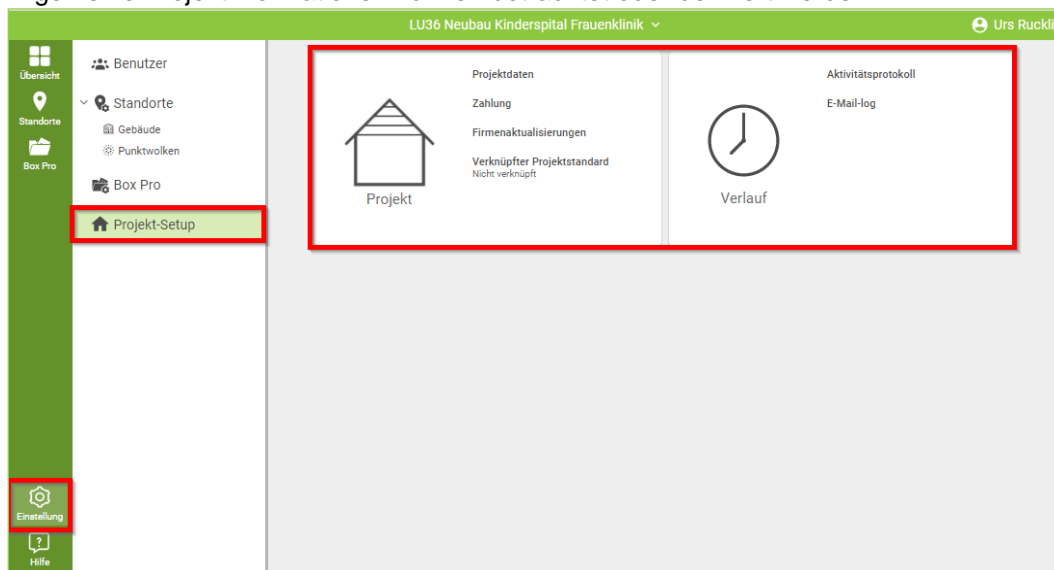 LU36 Neubau Kinderspital Frauenklinik
Urs Ruckli
Übersicht
Standorte
Box Pro
Benutzer
Standorte
Gebäude
Punktwolken
Box Pro
Projekt-Setup
Projekt
Projektdaten
Zahlung
Firmenaktualisierungen
Verknüpfter Projektstandard
Nicht verknüpft
Verlauf
Aktivitätsprotokoll
E-Mail-log
Einstellung
Hilfe